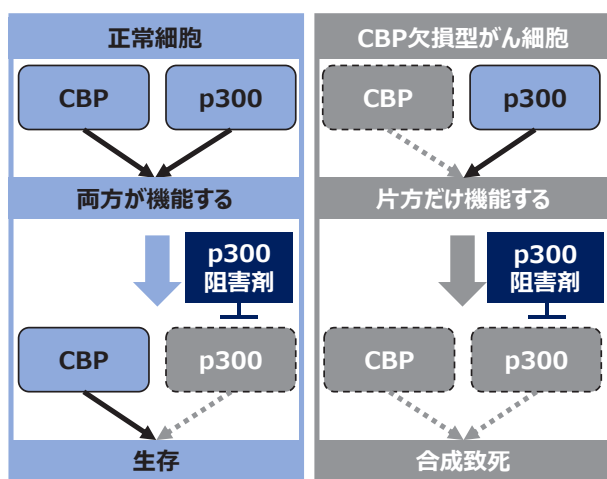 正常細胞
CBP
p300
両方が機能する
p300
阻害剤
CBP
p300
生存
CBP欠損型がん細胞
CBP
p300
片方だけ機能する
p300
阻害剤
CBP
p300
合成致死